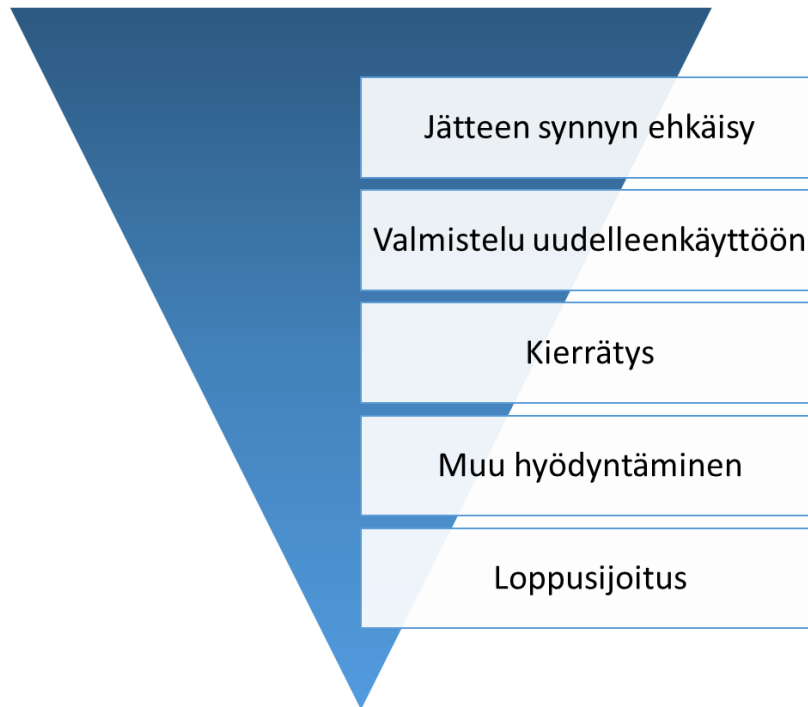 Jätteen synnyn ehkäisy
Valmistelu uudelleenkäyttöön
Kierrätys
Muu hyödyntäminen
Loppusijoitus